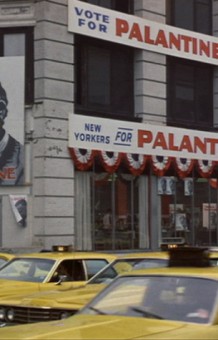 VOTE
FOR PALANTINE
NEW
YORKERS FOR PALANT